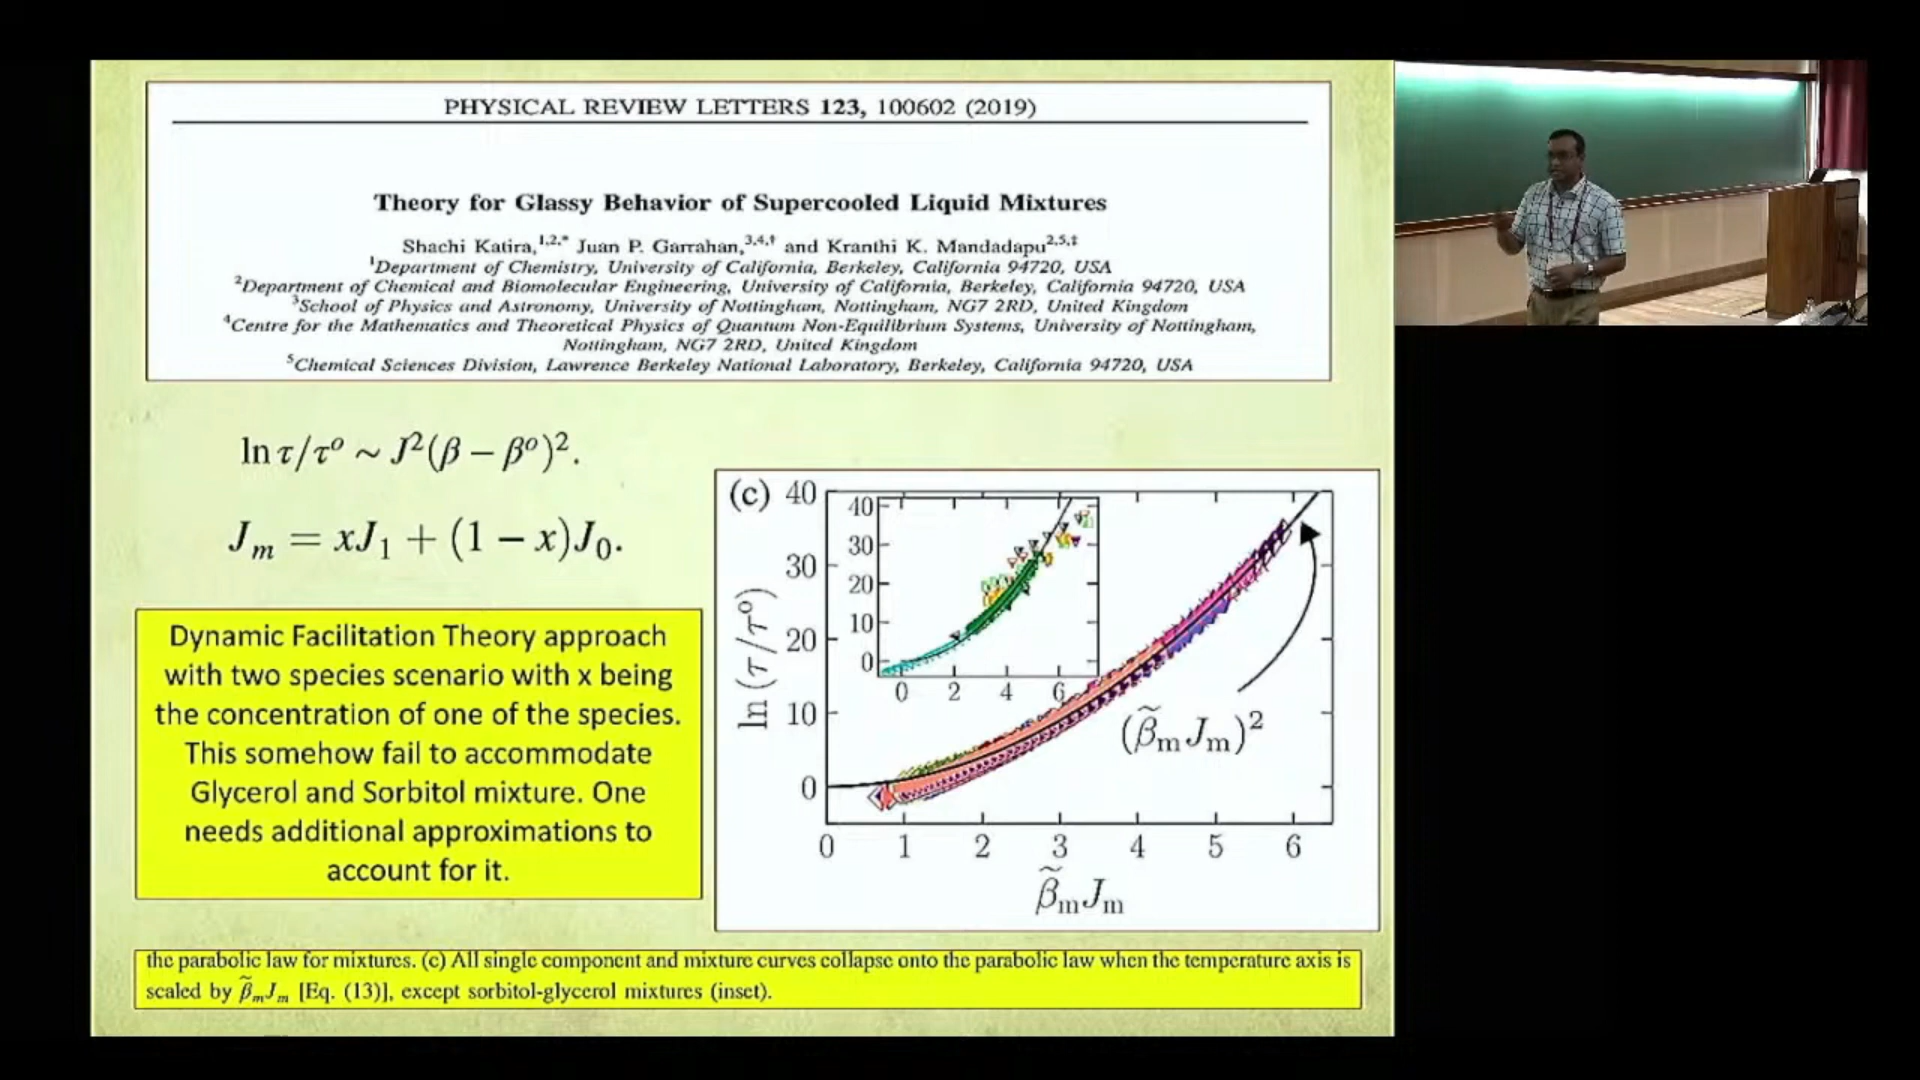 PHYSICAL REVIEW LETTERS 123, 100602 (2019)
Theory for Glassy Behavior of Supercooled Liquid Mixtures
Shachi Katira,1,2,* Juan P. Garrahan,3,4,† and Kranthi K. Mandadapu2,5,‡
1Department of Chemistry, University of California, Berkeley, California 94720, USA
2Department of Chemical and Biomolecular Engineering, University of California, Berkeley, California 94720, USA
3School of Physics and Astronomy, University of Nottingham, Nottingham, NG7 2RD, United Kingdom
4Centre for the Mathematics and Theoretical Physics of Quantum Non-Equilibrium Systems, University of Nottingham,
Nottingham, NG7 2RD, United Kingdom
5Chemical Sciences Division, Lawrence Berkeley National Laboratory, Berkeley, California 94720, USA
ln τ/τ° ~ J²(β − β°)².
Jm = xJ1 + (1 − x)J0.
Dynamic Facilitation Theory approach
with two species scenario with x being
the concentration of one of the species.
This somehow fail to accommodate
Glycerol and Sorbitol mixture. One
needs additional approximations to
account for it.
(c)
40
30
20
10
0
ln (τ/τ°)
40
30
20
10
0
0 2 4 6
(β̃mJm)²
0 1 2 3 4 5 6
β̃mJm
the parabolic law for mixtures. (c) All single component and mixture curves collapse onto the parabolic law when the temperature axis is
scaled by β̃mJm [Eq. (13)], except sorbitol-glycerol mixtures (inset).